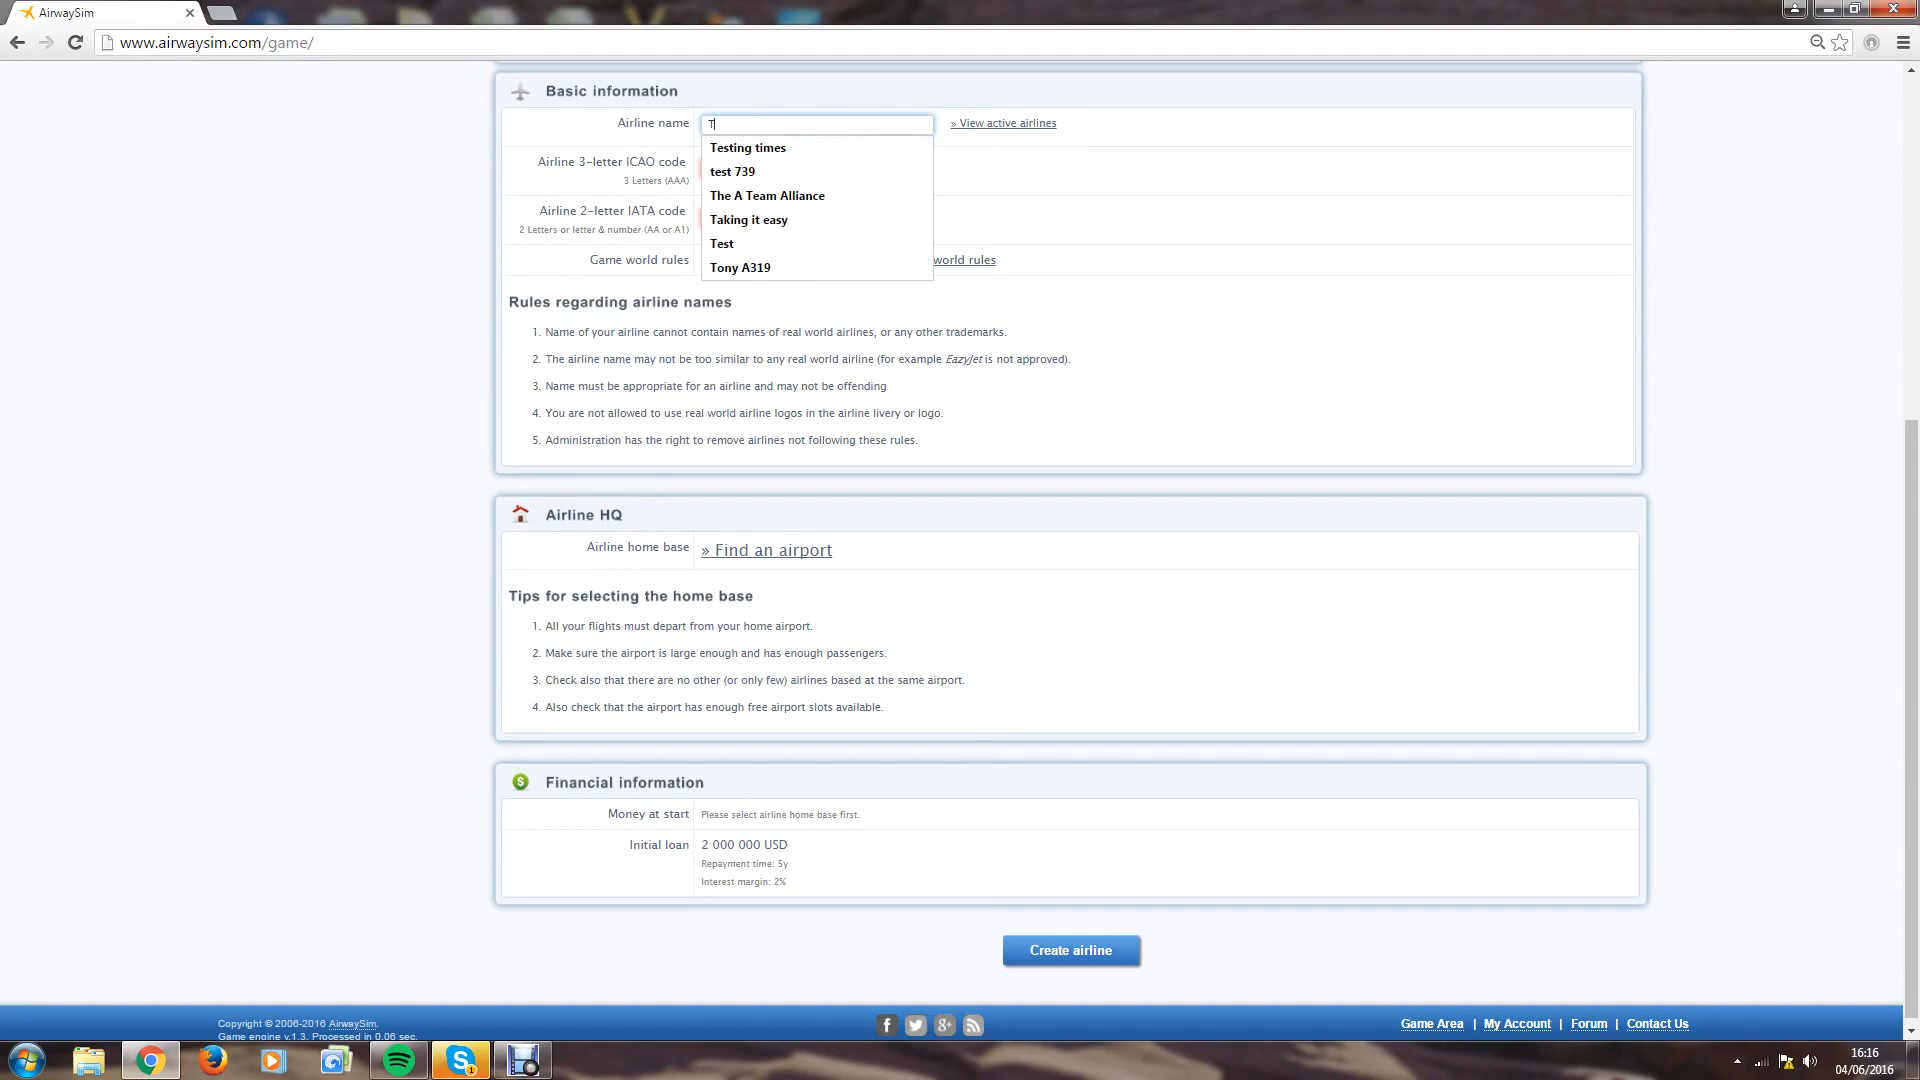 AirwaySim
www.airwaysim.com/game/
Basic information
Airline name
T
» View active airlines
Testing times
test 739
The A Team Alliance
Taking it easy
Test
Tony A319
Airline 3-letter ICAO code
3 Letters (AAA)
Airline 2-letter IATA code
2 Letters or letter & number (AA or A1)
Game world rules
world rules
Rules regarding airline names
1. Name of your airline cannot contain names of real world airlines, or any other trademarks.
2. The airline name may not be too similar to any real world airline (for example EazyJet is not approved).
3. Name must be appropriate for an airline and may not be offending
4. You are not allowed to use real world airline logos in the airline livery or logo.
5. Administration has the right to remove airlines not following these rules.
Airline HQ
Airline home base
» Find an airport
Tips for selecting the home base
1. All your flights must depart from your home airport.
2. Make sure the airport is large enough and has enough passengers.
3. Check also that there are no other (or only few) airlines based at the same airport.
4. Also check that the airport has enough free airport slots available.
Financial information
Money at start
Please select airline home base first.
Initial loan
2 000 000 USD
Repayment time: 5y
Interest margin: 2%
Create airline
Copyright © 2006-2016 AirwaySim.
Game engine v.1.3. Processed in 0.06 sec.
Game Area | My Account | Forum | Contact Us
16:16
04/06/2016